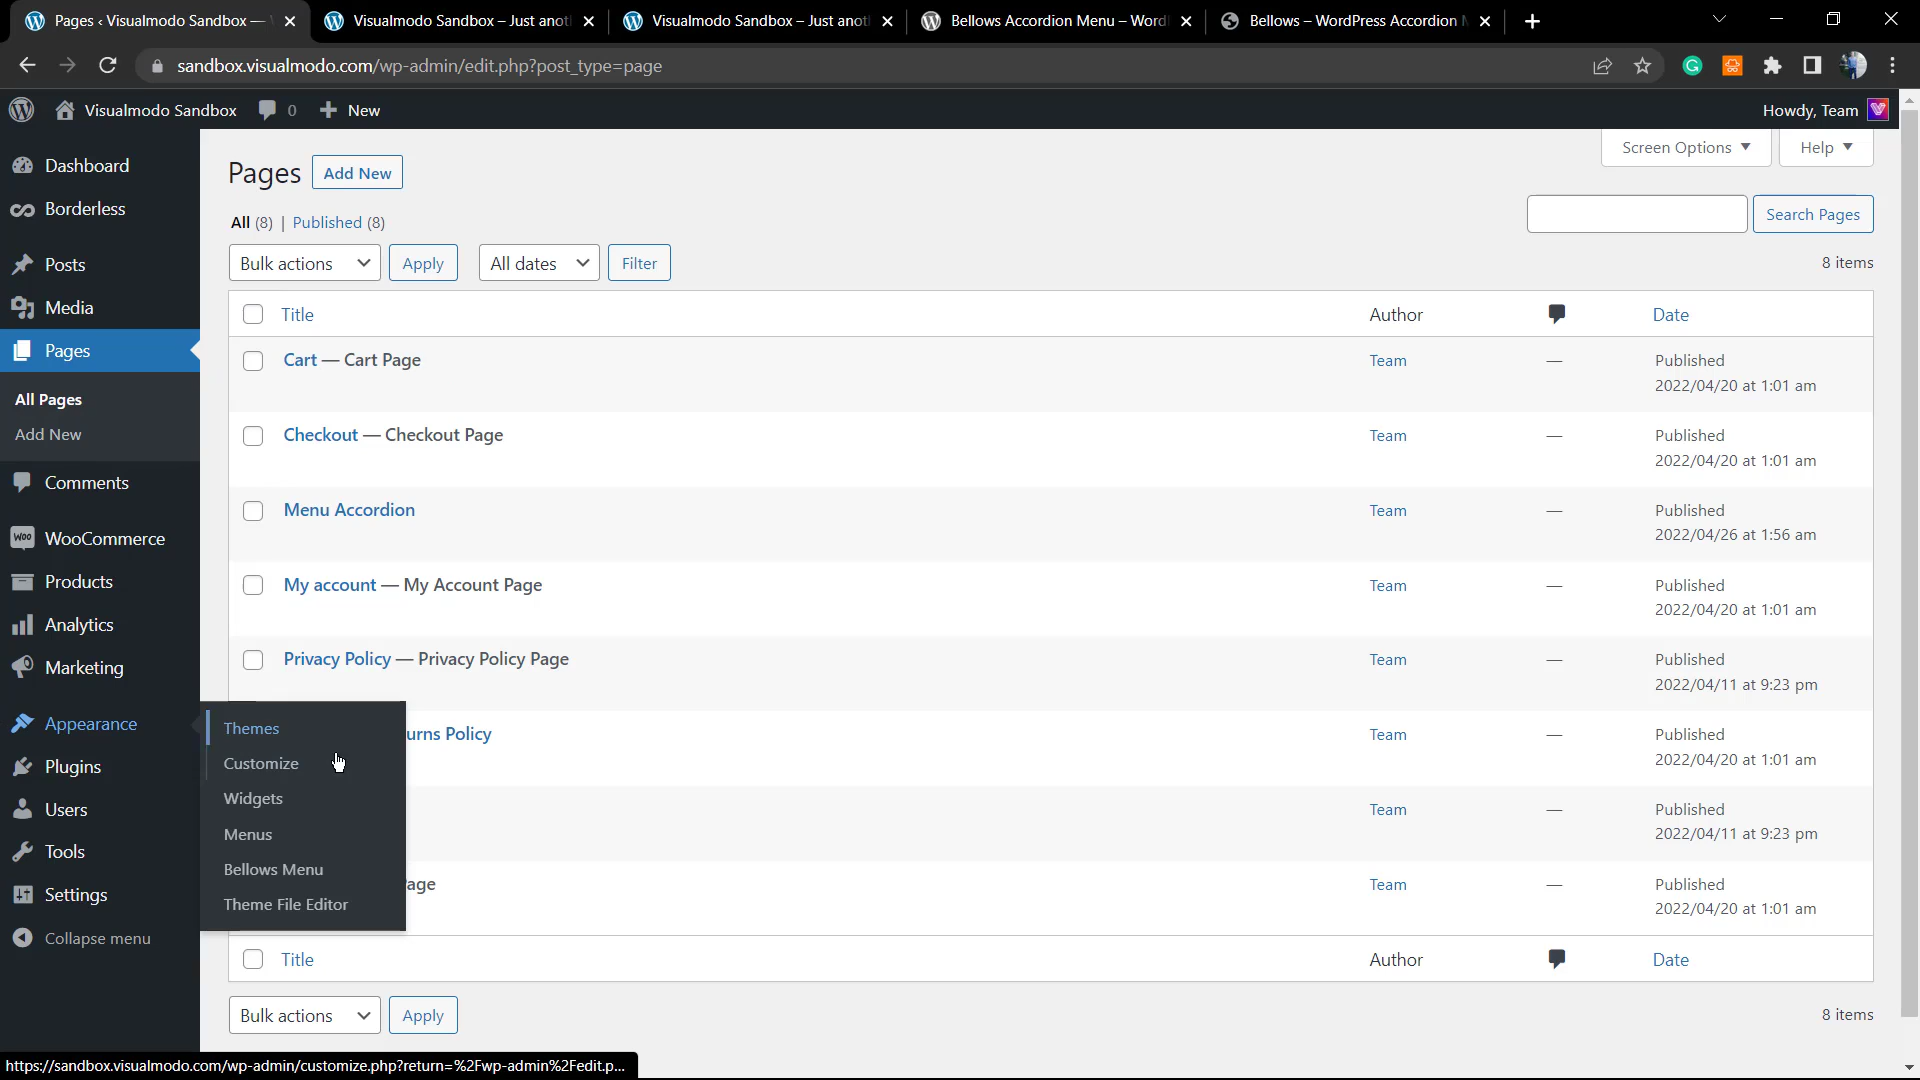 Pages ‹ Visualmodo Sandbox —
Visualmodo Sandbox – Just anot
Visualmodo Sandbox – Just anot
Bellows Accordion Menu – Word
Bellows – WordPress Accordion M
sandbox.visualmodo.com/wp-admin/edit.php?post_type=page
Visualmodo Sandbox
0
New
Howdy, Team
Dashboard
Borderless
Posts
Media
Pages
All Pages
Add New
Comments
WooCommerce
Products
Analytics
Marketing
Appearance
Plugins
Users
Tools
Settings
Collapse menu
Themes
Customize
Widgets
Menus
Bellows Menu
Theme File Editor
Screen Options
Help
Pages
Add New
All (8) | Published (8)
Search Pages
Bulk actions
Apply
All dates
Filter
8 items
Title
Author
Date
Cart — Cart Page
Team
—
Published
2022/04/20 at 1:01 am
Checkout — Checkout Page
Team
—
Published
2022/04/20 at 1:01 am
Menu Accordion
Team
—
Published
2022/04/26 at 1:56 am
My account — My Account Page
Team
—
Published
2022/04/20 at 1:01 am
Privacy Policy — Privacy Policy Page
Team
—
Published
2022/04/11 at 9:23 pm
urns Policy
Team
—
Published
2022/04/20 at 1:01 am
Team
—
Published
2022/04/11 at 9:23 pm
age
Team
—
Published
2022/04/20 at 1:01 am
Title
Author
Date
Bulk actions
Apply
8 items
https://sandbox.visualmodo.com/wp-admin/customize.php?return=%2Fwp-admin%2Fedit.p...